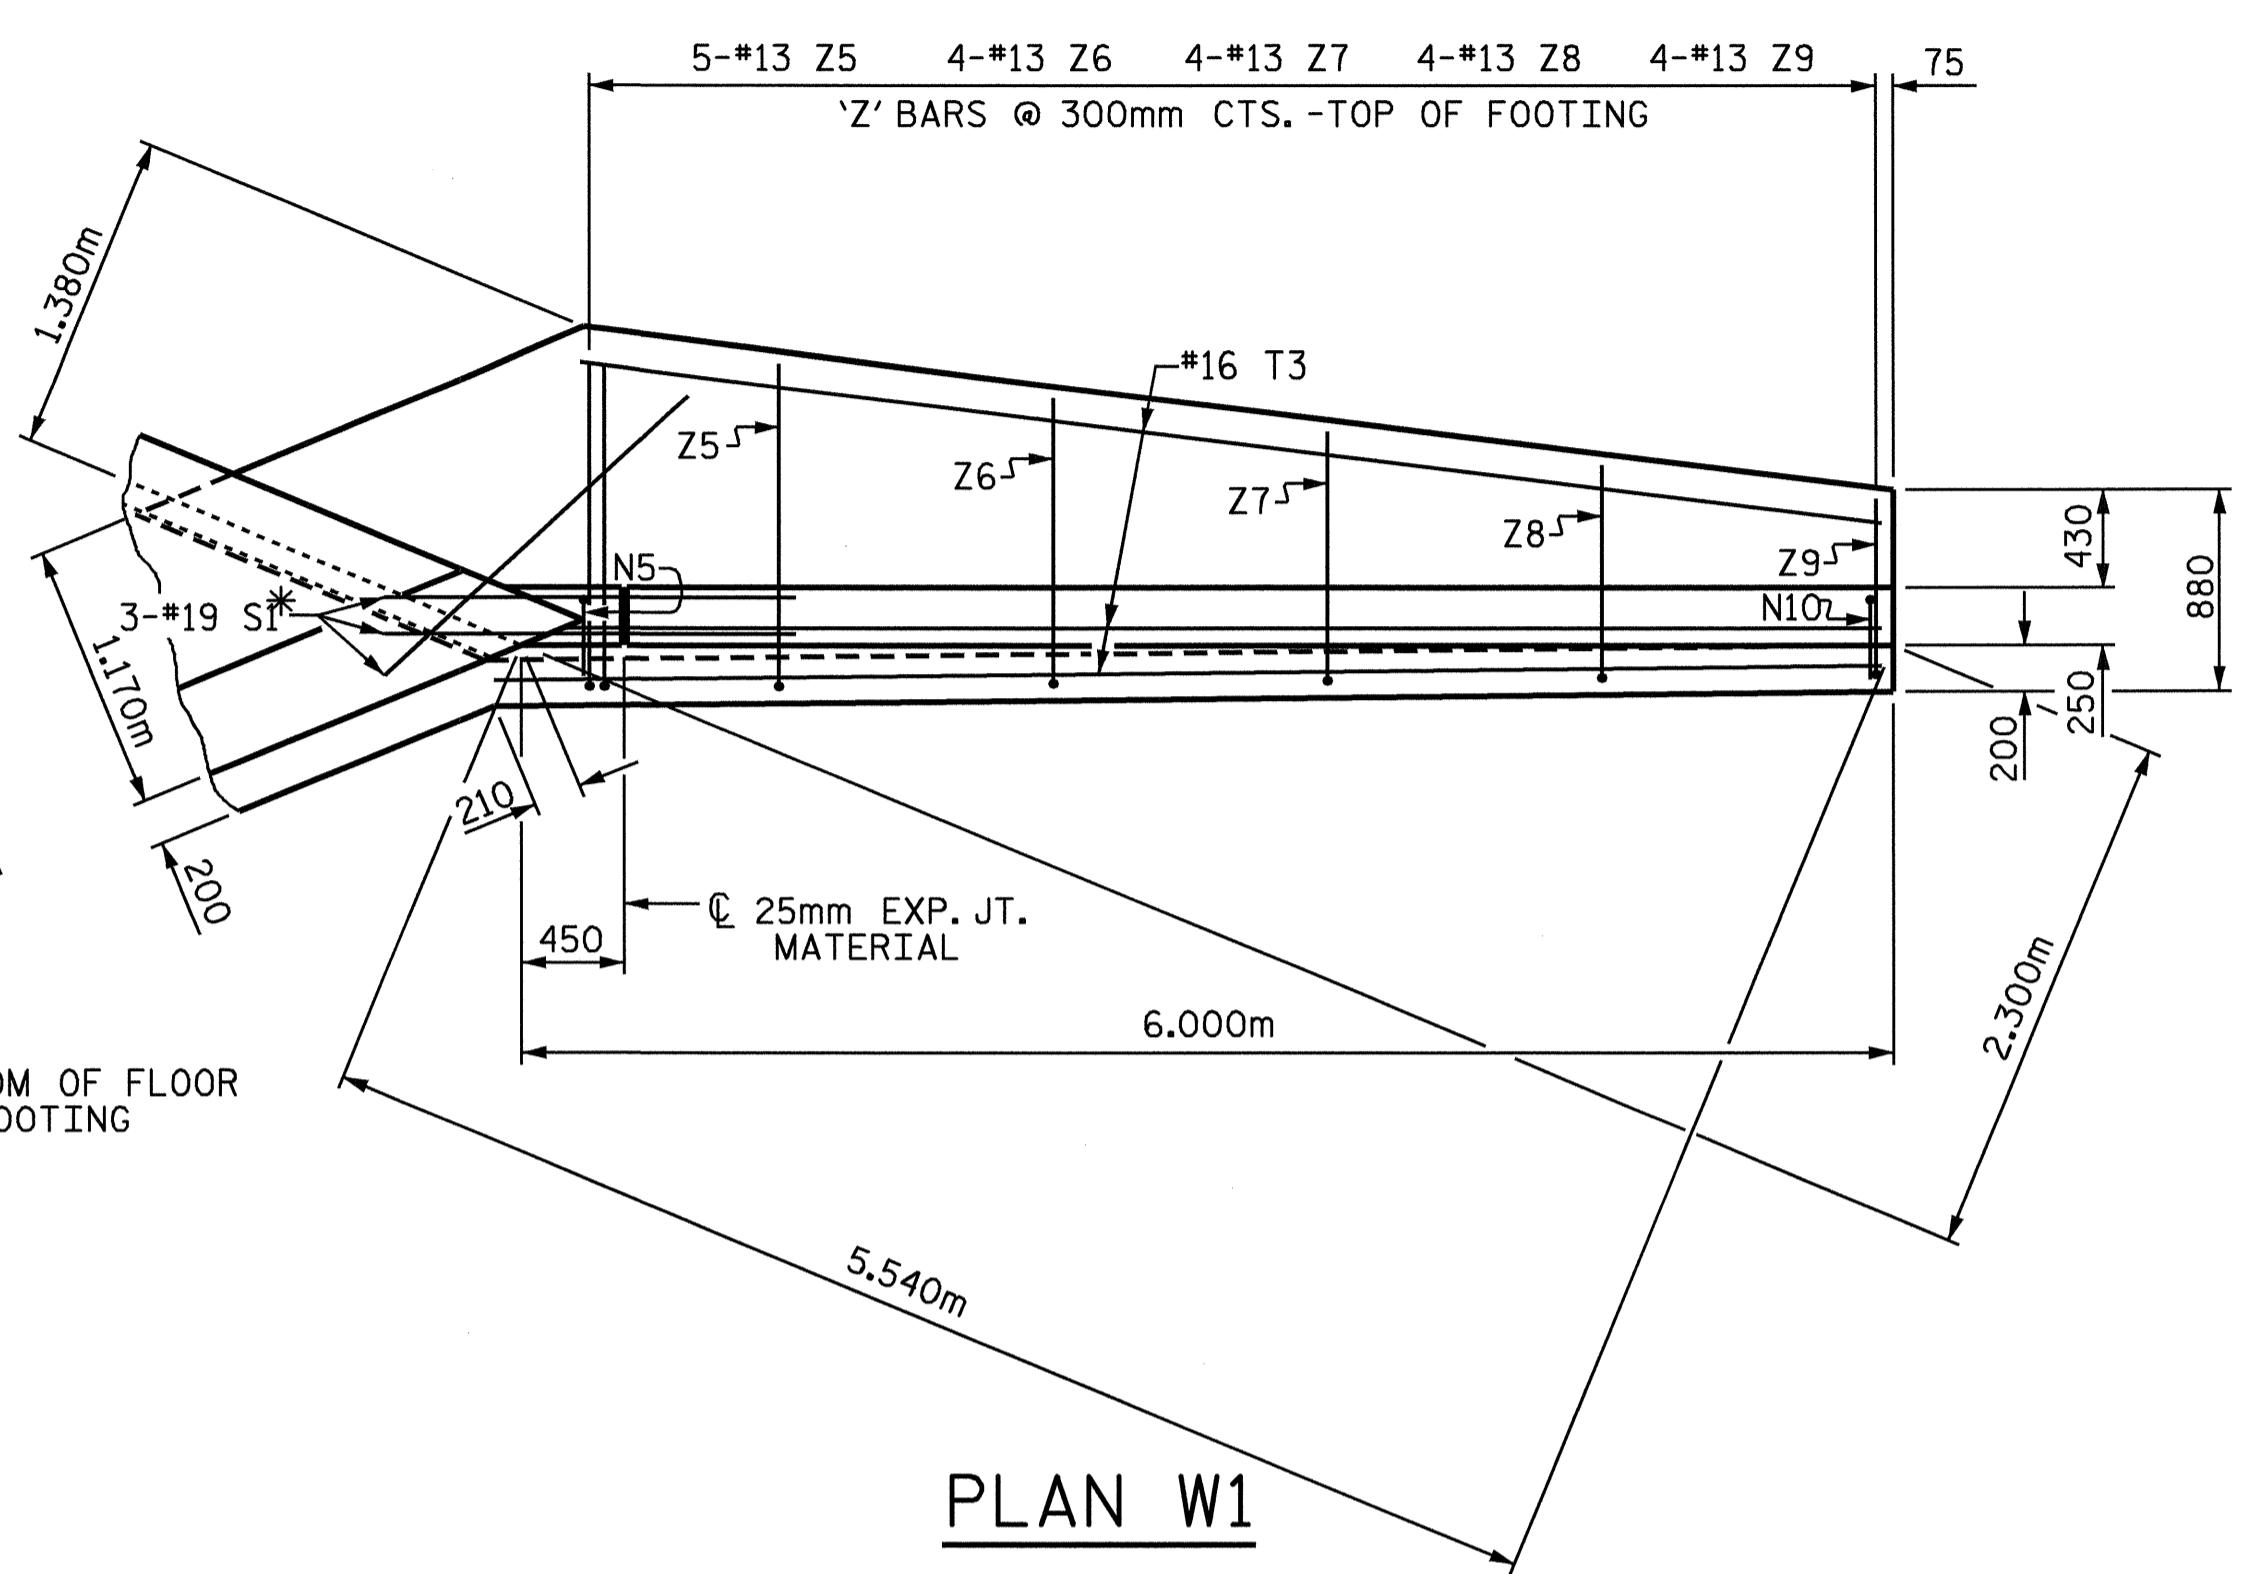 5-#13 Z5 4-#13 Z6 4-#13 Z7 4-#13 Z8 4-#13 Z9 75
'Z' BARS @ 300mm CTS.-TOP OF FOOTING
1.380m
#16 T3
Z5
Z6
Z7
Z8
Z9
430
880
N5
N10
3-#19 S1*
1.170m
250
200
210
200
℄ 25mm EXP. JT.
MATERIAL
450
2.300m
6.000m
OM OF FLOOR
OOTING
5.540m
PLAN W1